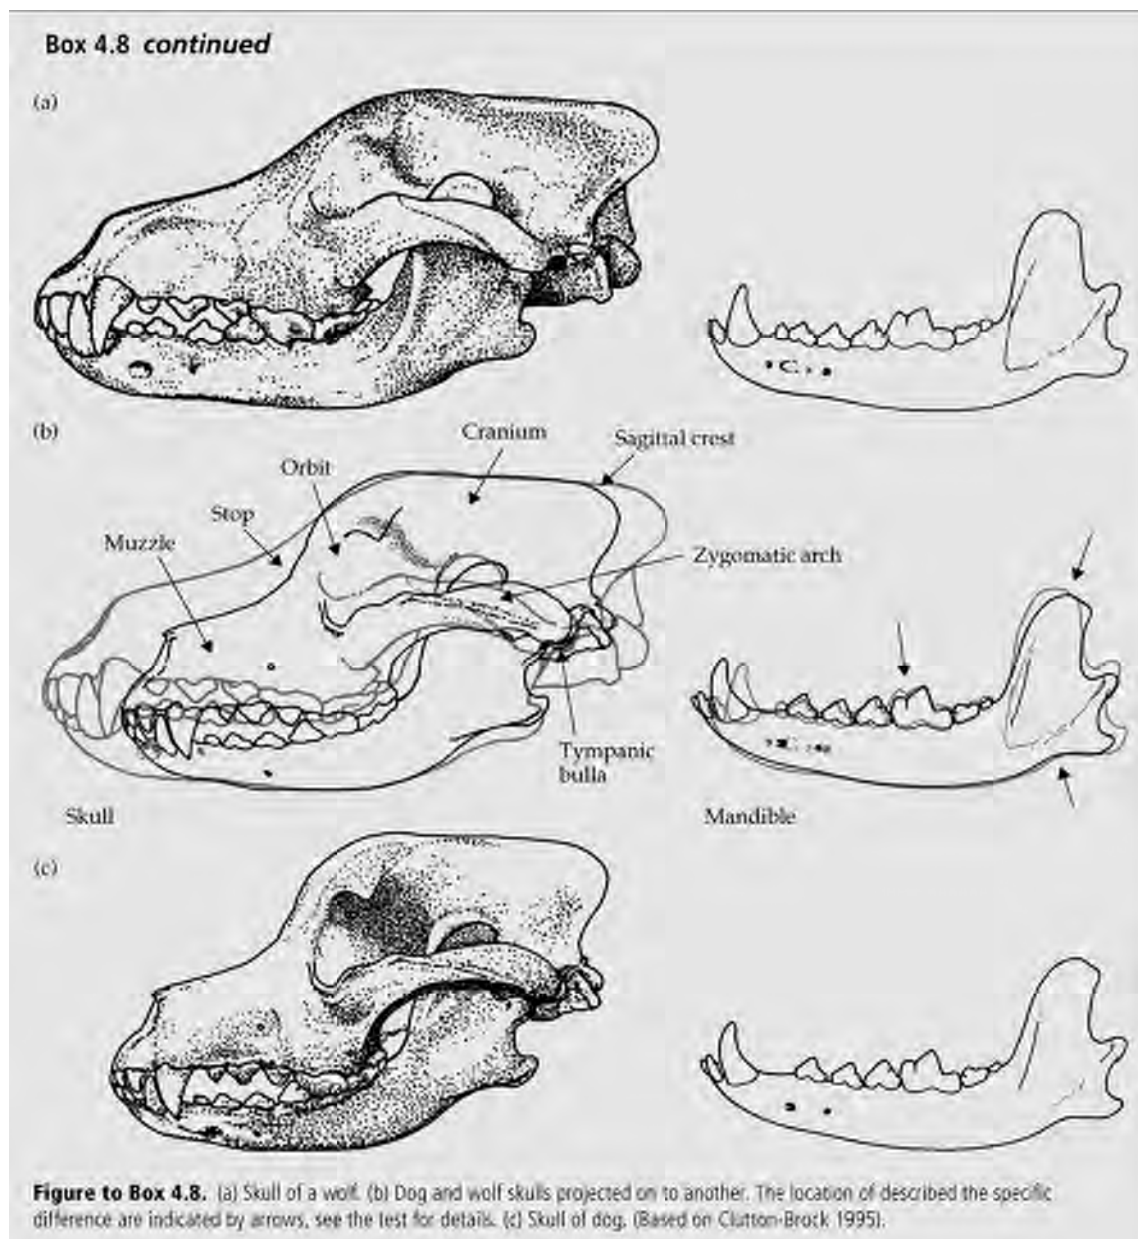 Box 4.8 continued
(a)
(b)
Cranium
Sagittal crest
Orbit
Stop
Muzzle
Zygomatic arch
Tympanic
bulla
Skull
Mandible
(c)
Figure to Box 4.8. (a) Skull of a wolf. (b) Dog and wolf skulls projected on to another. The location of described the specific
difference are indicated by arrows, see the test for details. (c) Skull of dog. (Based on Clutton-Brock 1995).